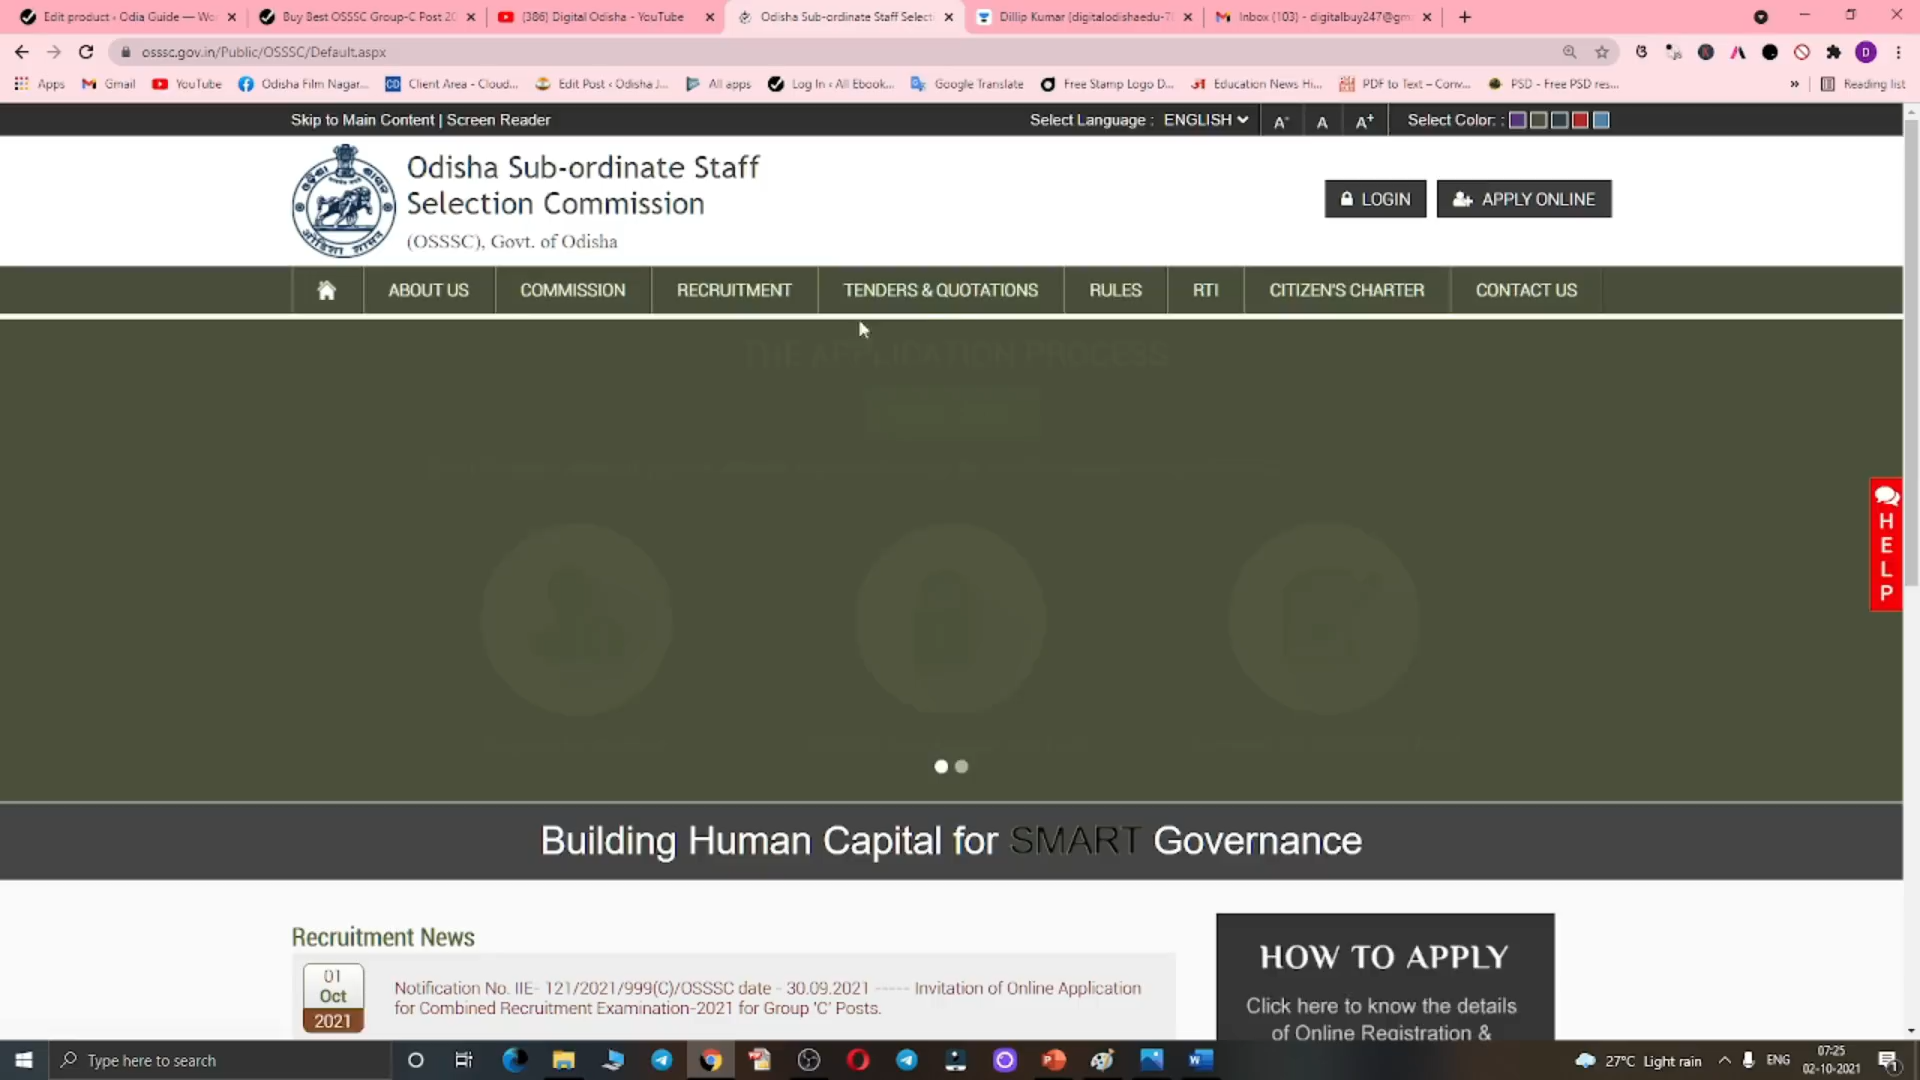 Edit product ‹ Odia Guide — Wo
Buy Best OSSSC Group-C Post 20
(386) Digital Odisha - YouTube
Odisha Sub-ordinate Staff Select
Dillip Kumar (digitalodishaedu-7
Inbox (103) - digitalbuy247@gm
osssc.gov.in/Public/OSSSC/Default.aspx
Apps
Gmail
YouTube
Odisha Film Nagar...
Client Area - Cloud...
Edit Post ‹ Odisha J...
All apps
Log In ‹ All Ebook...
Google Translate
Free Stamp Logo D...
Education News Hi...
PDF to Text – Conv...
PSD - Free PSD res...
»
Reading list
Skip to Main Content | Screen Reader
Select Language : ENGLISH
A-
A
A+
Select Color: :
Odisha Sub-ordinate Staff
Selection Commission
(OSSSC), Govt. of Odisha
LOGIN
APPLY ONLINE
ABOUT US
COMMISSION
RECRUITMENT
TENDERS & QUOTATIONS
RULES
RTI
CITIZEN'S CHARTER
CONTACT US
THE APPLICATION PROCESS
HELP
Building Human Capital for SMART Governance
Recruitment News
01
Oct
2021
Notification No. IIE- 121/2021/999(C)/OSSSC date - 30.09.2021 ----- Invitation of Online Application
for Combined Recruitment Examination-2021 for Group 'C' Posts.
HOW TO APPLY
Click here to know the details
of Online Registration &
Type here to search
27°C Light rain
ENG
07:25
02-10-2021
1